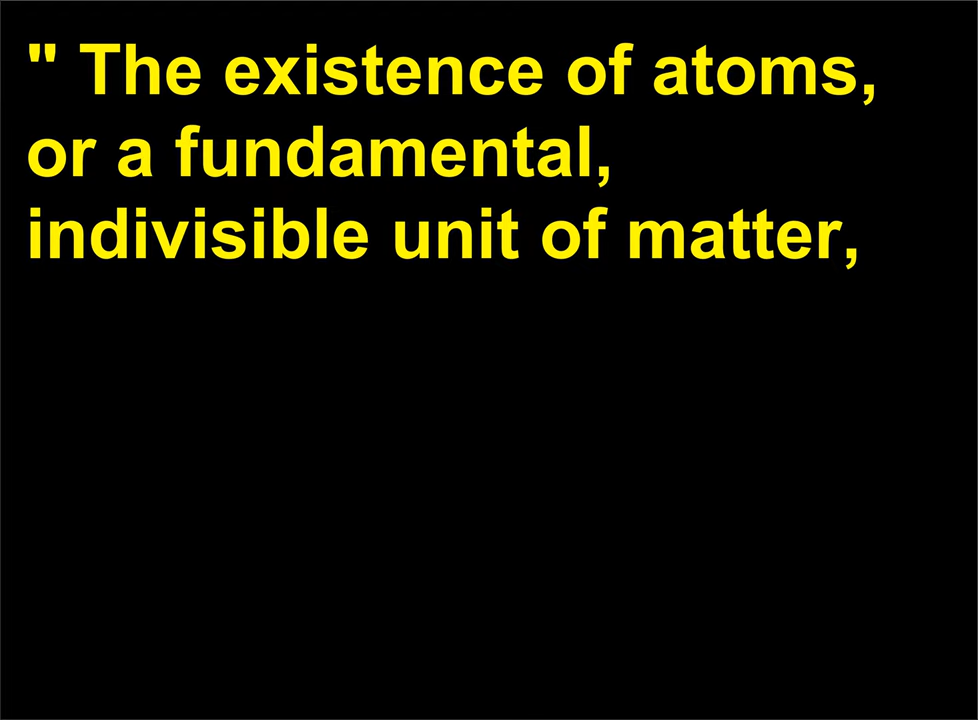 " The existence of atoms,
or a fundamental,
indivisible unit of matter,